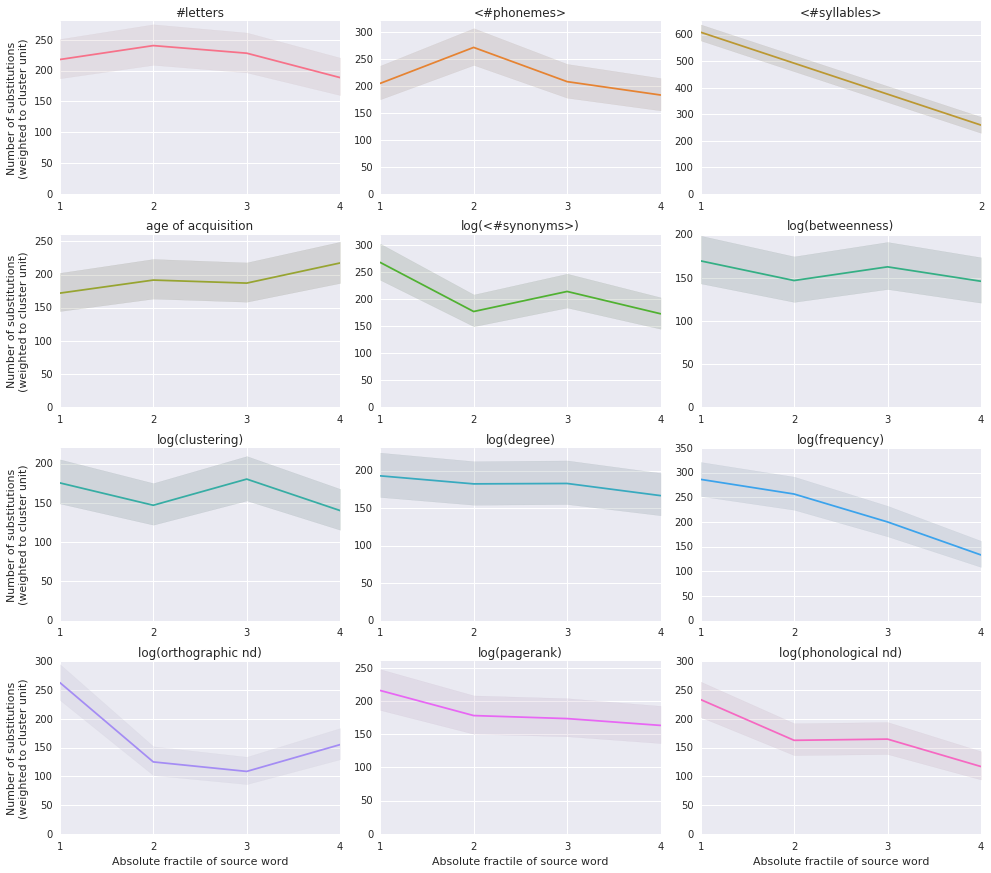 #letters
<#phonemes>
<#syllables>
Number of substitutions
(weighted to cluster unit)
250
200
150
100
50
0
1 2 3 4
300
250
200
150
100
50
0
1 2 3 4
600
500
400
300
200
100
0
1 2
age of acquisition
log(<#synonyms>)
log(betweenness)
Number of substitutions
(weighted to cluster unit)
250
200
150
100
50
0
1 2 3 4
300
250
200
150
100
50
0
1 2 3 4
200
150
100
50
0
1 2 3 4
log(clustering)
log(degree)
log(frequency)
Number of substitutions
(weighted to cluster unit)
200
150
100
50
0
1 2 3 4
200
150
100
50
0
1 2 3 4
350
300
250
200
150
100
50
0
1 2 3 4
log(orthographic nd)
log(pagerank)
log(phonological nd)
Number of substitutions
(weighted to cluster unit)
300
250
200
150
100
50
0
1 2 3 4
Absolute fractile of source word
250
200
150
100
50
0
1 2 3 4
Absolute fractile of source word
300
250
200
150
100
50
0
1 2 3 4
Absolute fractile of source word